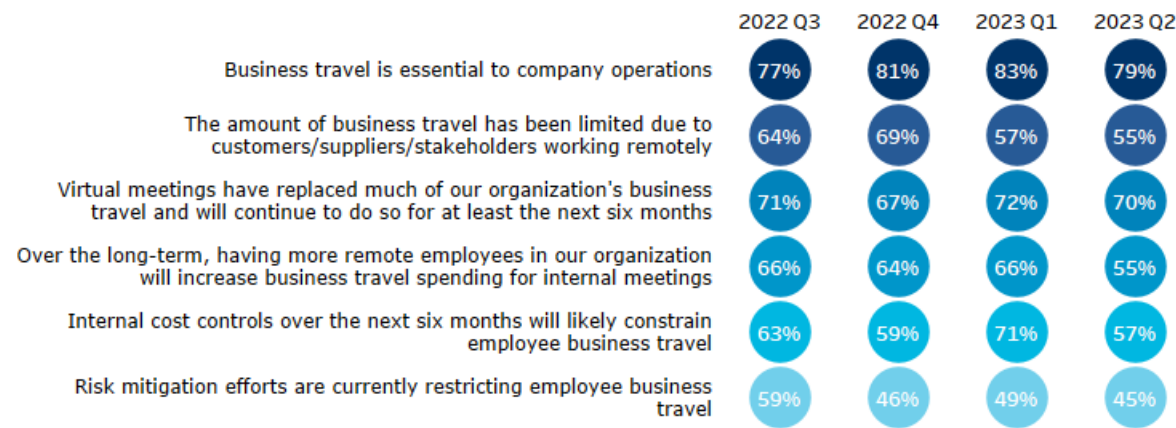 2022 Q3 2022 Q4 2023 Q1 2023 Q2
Business travel is essential to company operations 77% 81% 83% 79%
The amount of business travel has been limited due to
customers/suppliers/stakeholders working remotely 64% 69% 57% 55%
Virtual meetings have replaced much of our organization's business
travel and will continue to do so for at least the next six months 71% 67% 72% 70%
Over the long-term, having more remote employees in our organization
will increase business travel spending for internal meetings 66% 64% 66% 55%
Internal cost controls over the next six months will likely constrain
employee business travel 63% 59% 71% 57%
Risk mitigation efforts are currently restricting employee business
travel 59% 46% 49% 45%